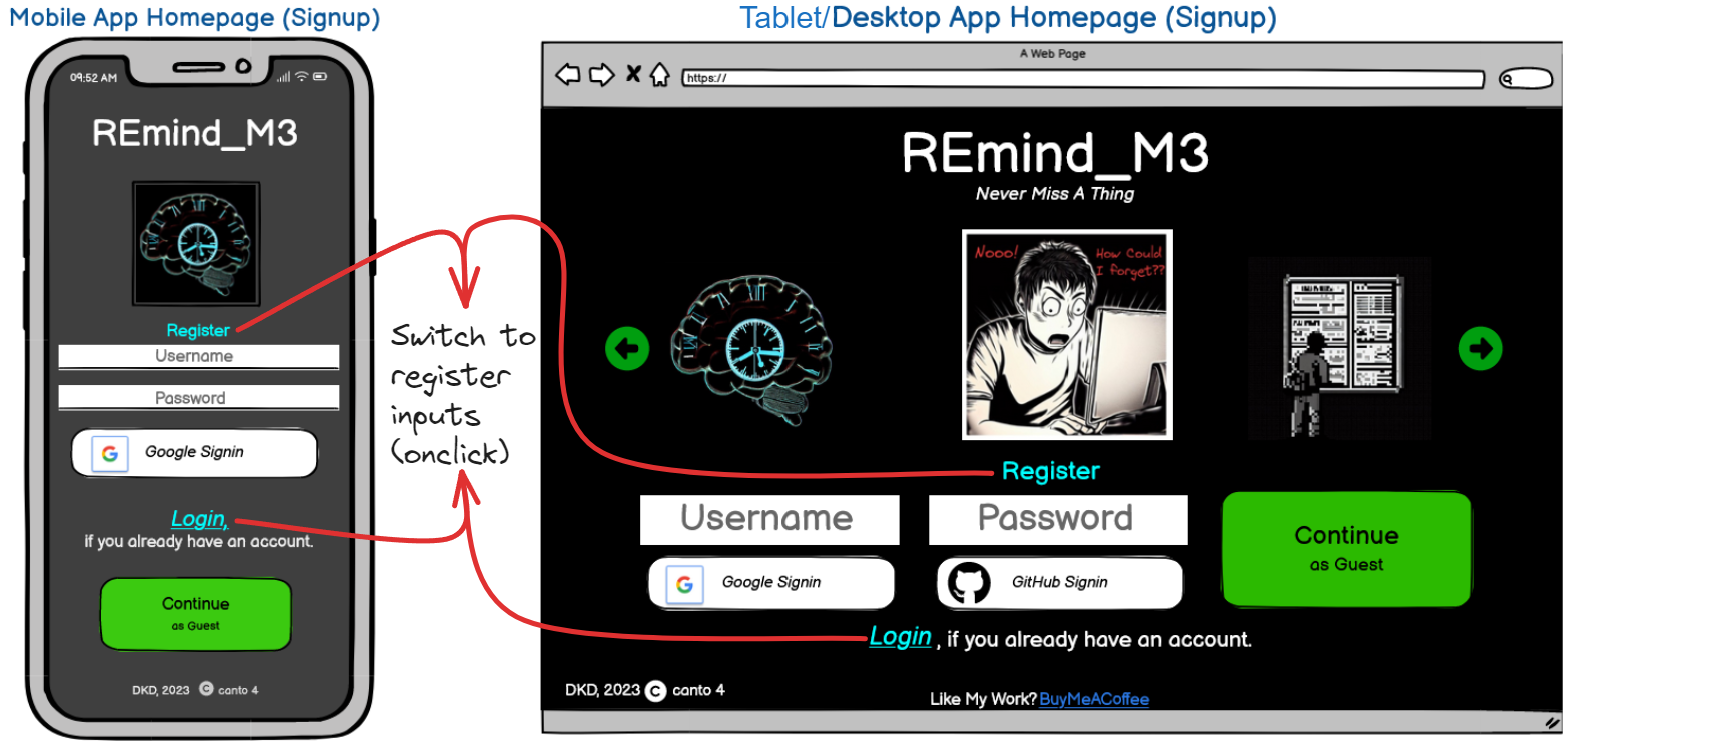 Mobile App Homepage (Signup)
09:52 AM
REmind_M3
Register
Username
Password
G Google Signin
Login,
if you already have an account.
Continue
as Guest
DKD, 2023 © canto 4
Switch to
register
inputs
(onclick)
Tablet/Desktop App Homepage (Signup)
A Web Page
https://
REmind_M3
Never Miss A Thing
Nooo!
How Could
I forget??
Register
Username
Password
Continue
as Guest
G Google Signin
GitHub Signin
Login, if you already have an account.
DKD, 2023 © canto 4
Like My Work? BuyMeACoffee